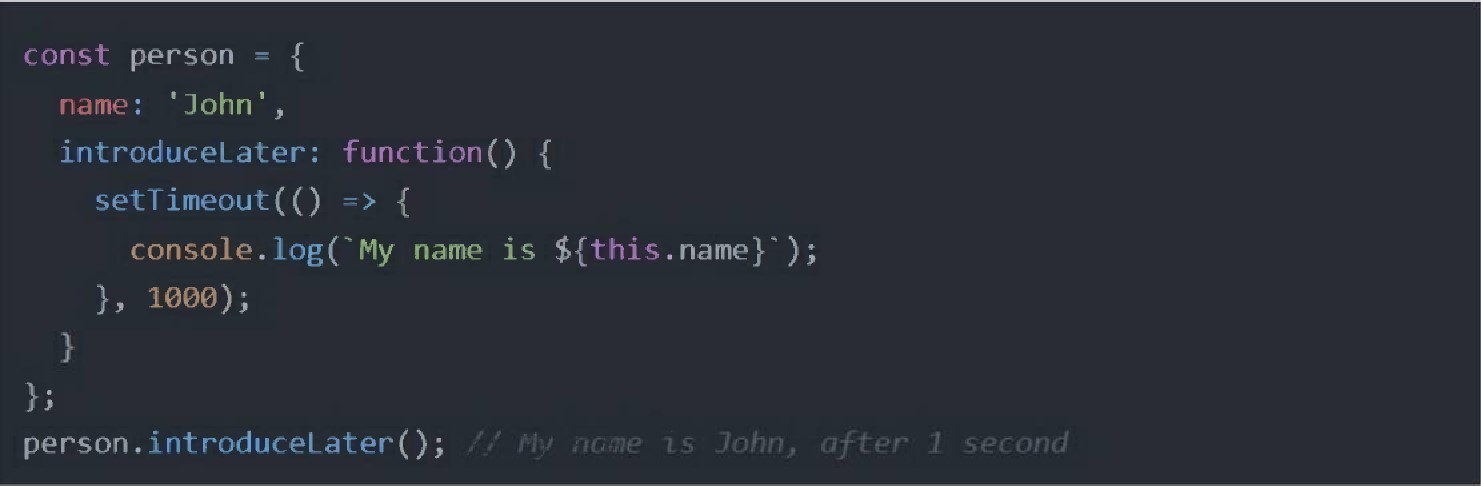 const person = {
  name: 'John',
  introduceLater: function() {
    setTimeout(() => {
      console.log(`My name is ${this.name}`);
    }, 1000);
  }
};
person.introduceLater(); // My name is John, after 1 second